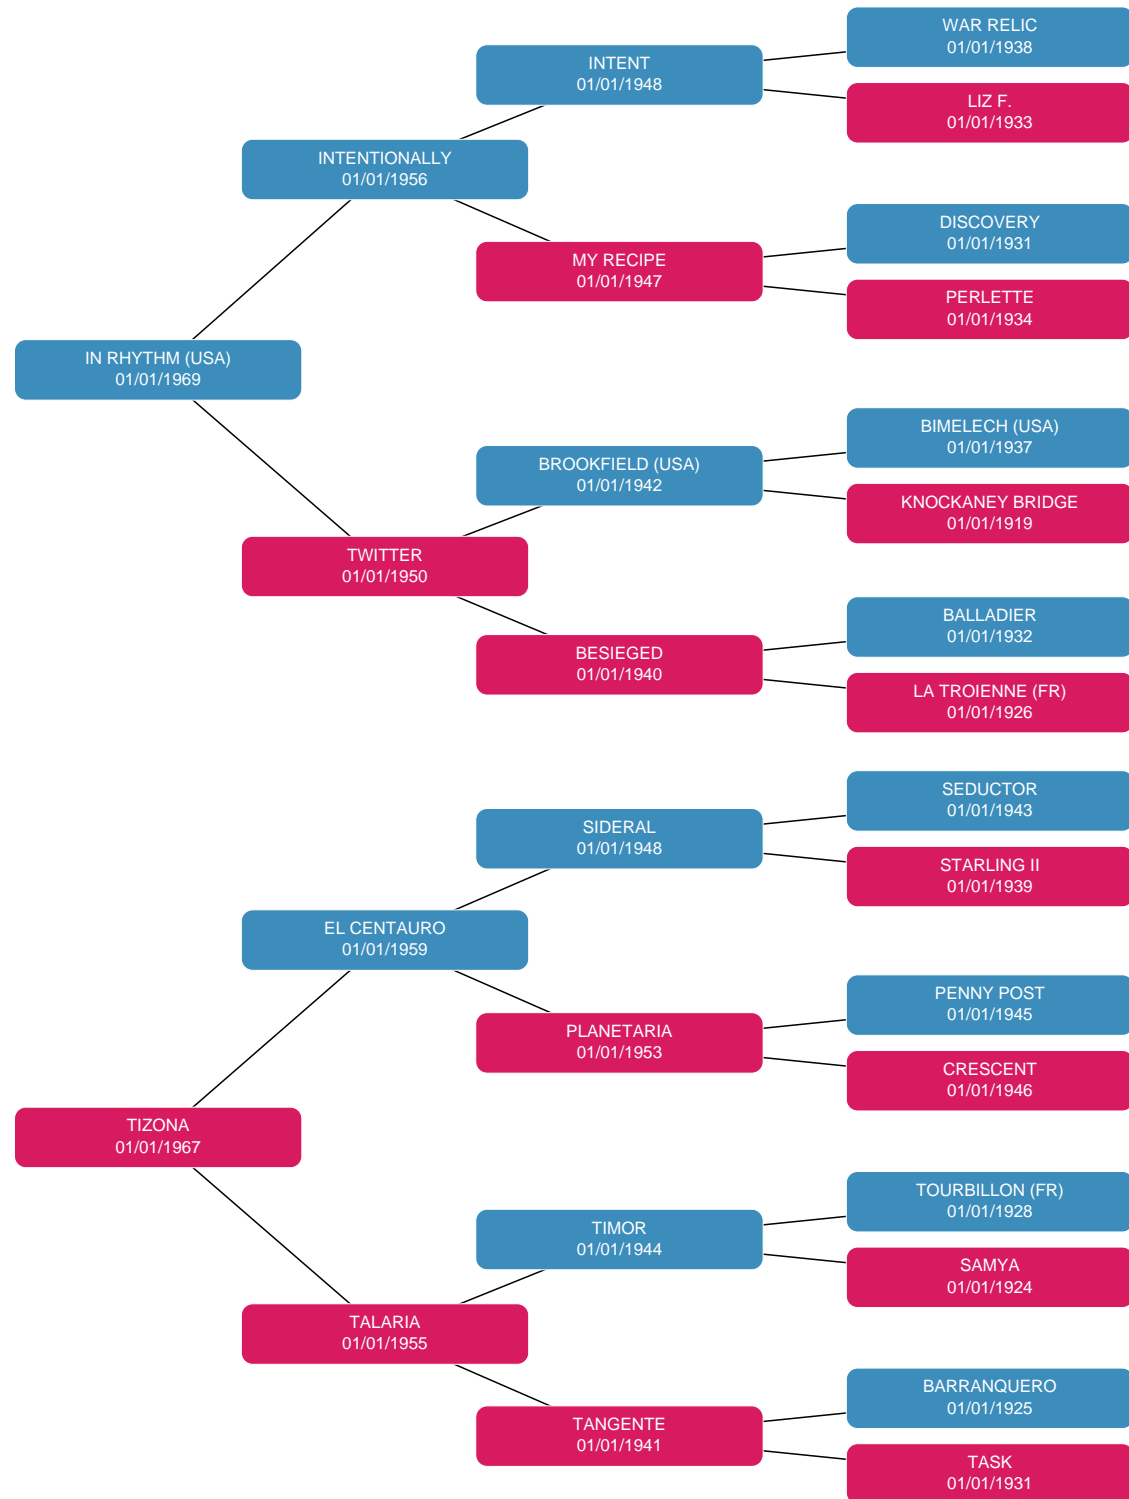 WAR RELIC
01/01/1938
INTENT
01/01/1948
LIZ F.
01/01/1933
INTENTIONALLY
01/01/1956
DISCOVERY
01/01/1931
MY RECIPE
01/01/1947
PERLETTE
01/01/1934
IN RHYTHM (USA)
01/01/1969
BIMELECH (USA)
01/01/1937
BROOKFIELD (USA)
01/01/1942
KNOCKANEY BRIDGE
01/01/1919
TWITTER
01/01/1950
BALLADIER
01/01/1932
BESIEGED
01/01/1940
LA TROIENNE (FR)
01/01/1926
SEDUCTOR
01/01/1943
SIDERAL
01/01/1948
STARLING II
01/01/1939
EL CENTAURO
01/01/1959
PENNY POST
01/01/1945
PLANETARIA
01/01/1953
CRESCENT
01/01/1946
TIZONA
01/01/1967
TOURBILLON (FR)
01/01/1928
TIMOR
01/01/1944
SAMYA
01/01/1924
TALARIA
01/01/1955
BARRANQUERO
01/01/1925
TANGENTE
01/01/1941
TASK
01/01/1931